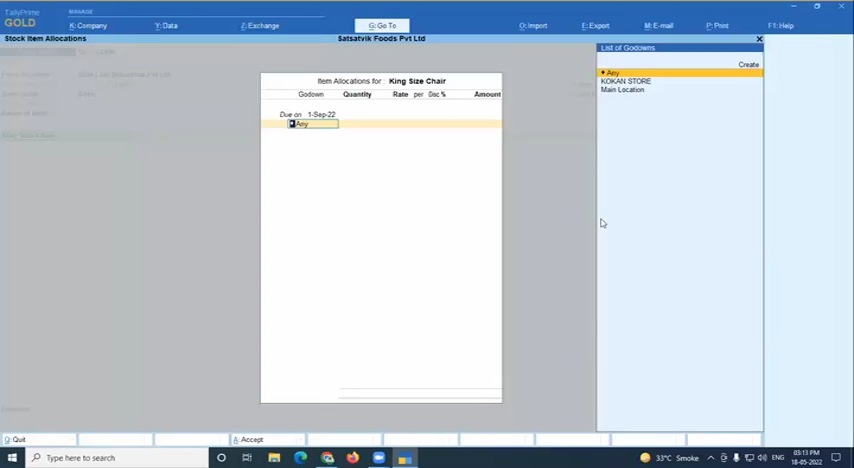 TallyPrime
GOLD
MANAGE
K: Company
Y: Data
Z: Exchange
G: Go To
O: Import
E: Export
M: E-mail
P: Print
F1: Help
Stock Item Allocations
Satsatvik Foods Pvt Ltd
Item Allocations for : King Size Chair
Godown Quantity Rate per Disc % Amount
Due on 1-Sep-22
Any
List of Godowns
Create
Any
KOKAN STORE
Main Location
Q: Quit
A: Accept
Type here to search
33°C Smoke
ENG
03:13 PM
18-05-2022